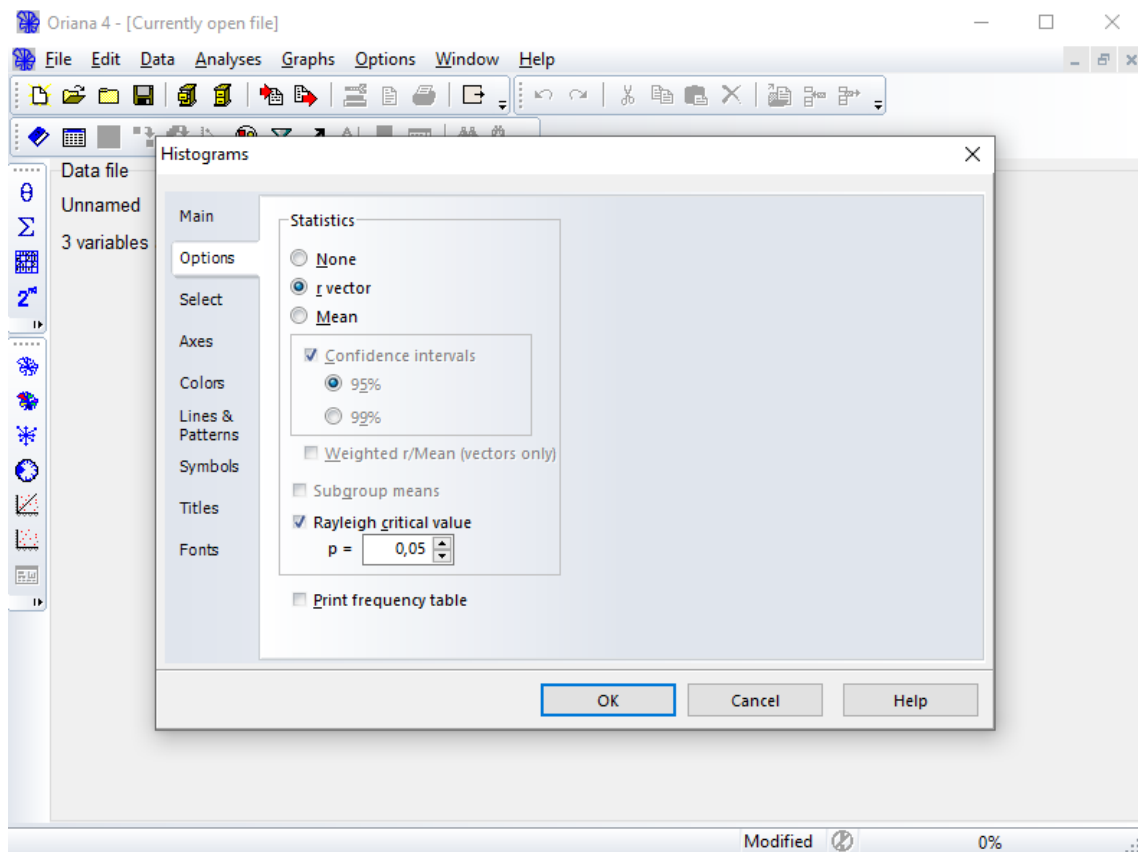 Oriana 4 - [Currently open file]
File Edit Data Analyses Graphs Options Window Help
Histograms
Data file
Unnamed
3 variables
θ
Σ
2nd
Main
Options
Select
Axes
Colors
Lines &
Patterns
Symbols
Titles
Fonts
Statistics
None
r vector
Mean
Confidence intervals
95%
99%
Weighted r/Mean (vectors only)
Subgroup means
Rayleigh critical value
p = 0,05
Print frequency table
OK Cancel Help
Modified 0%